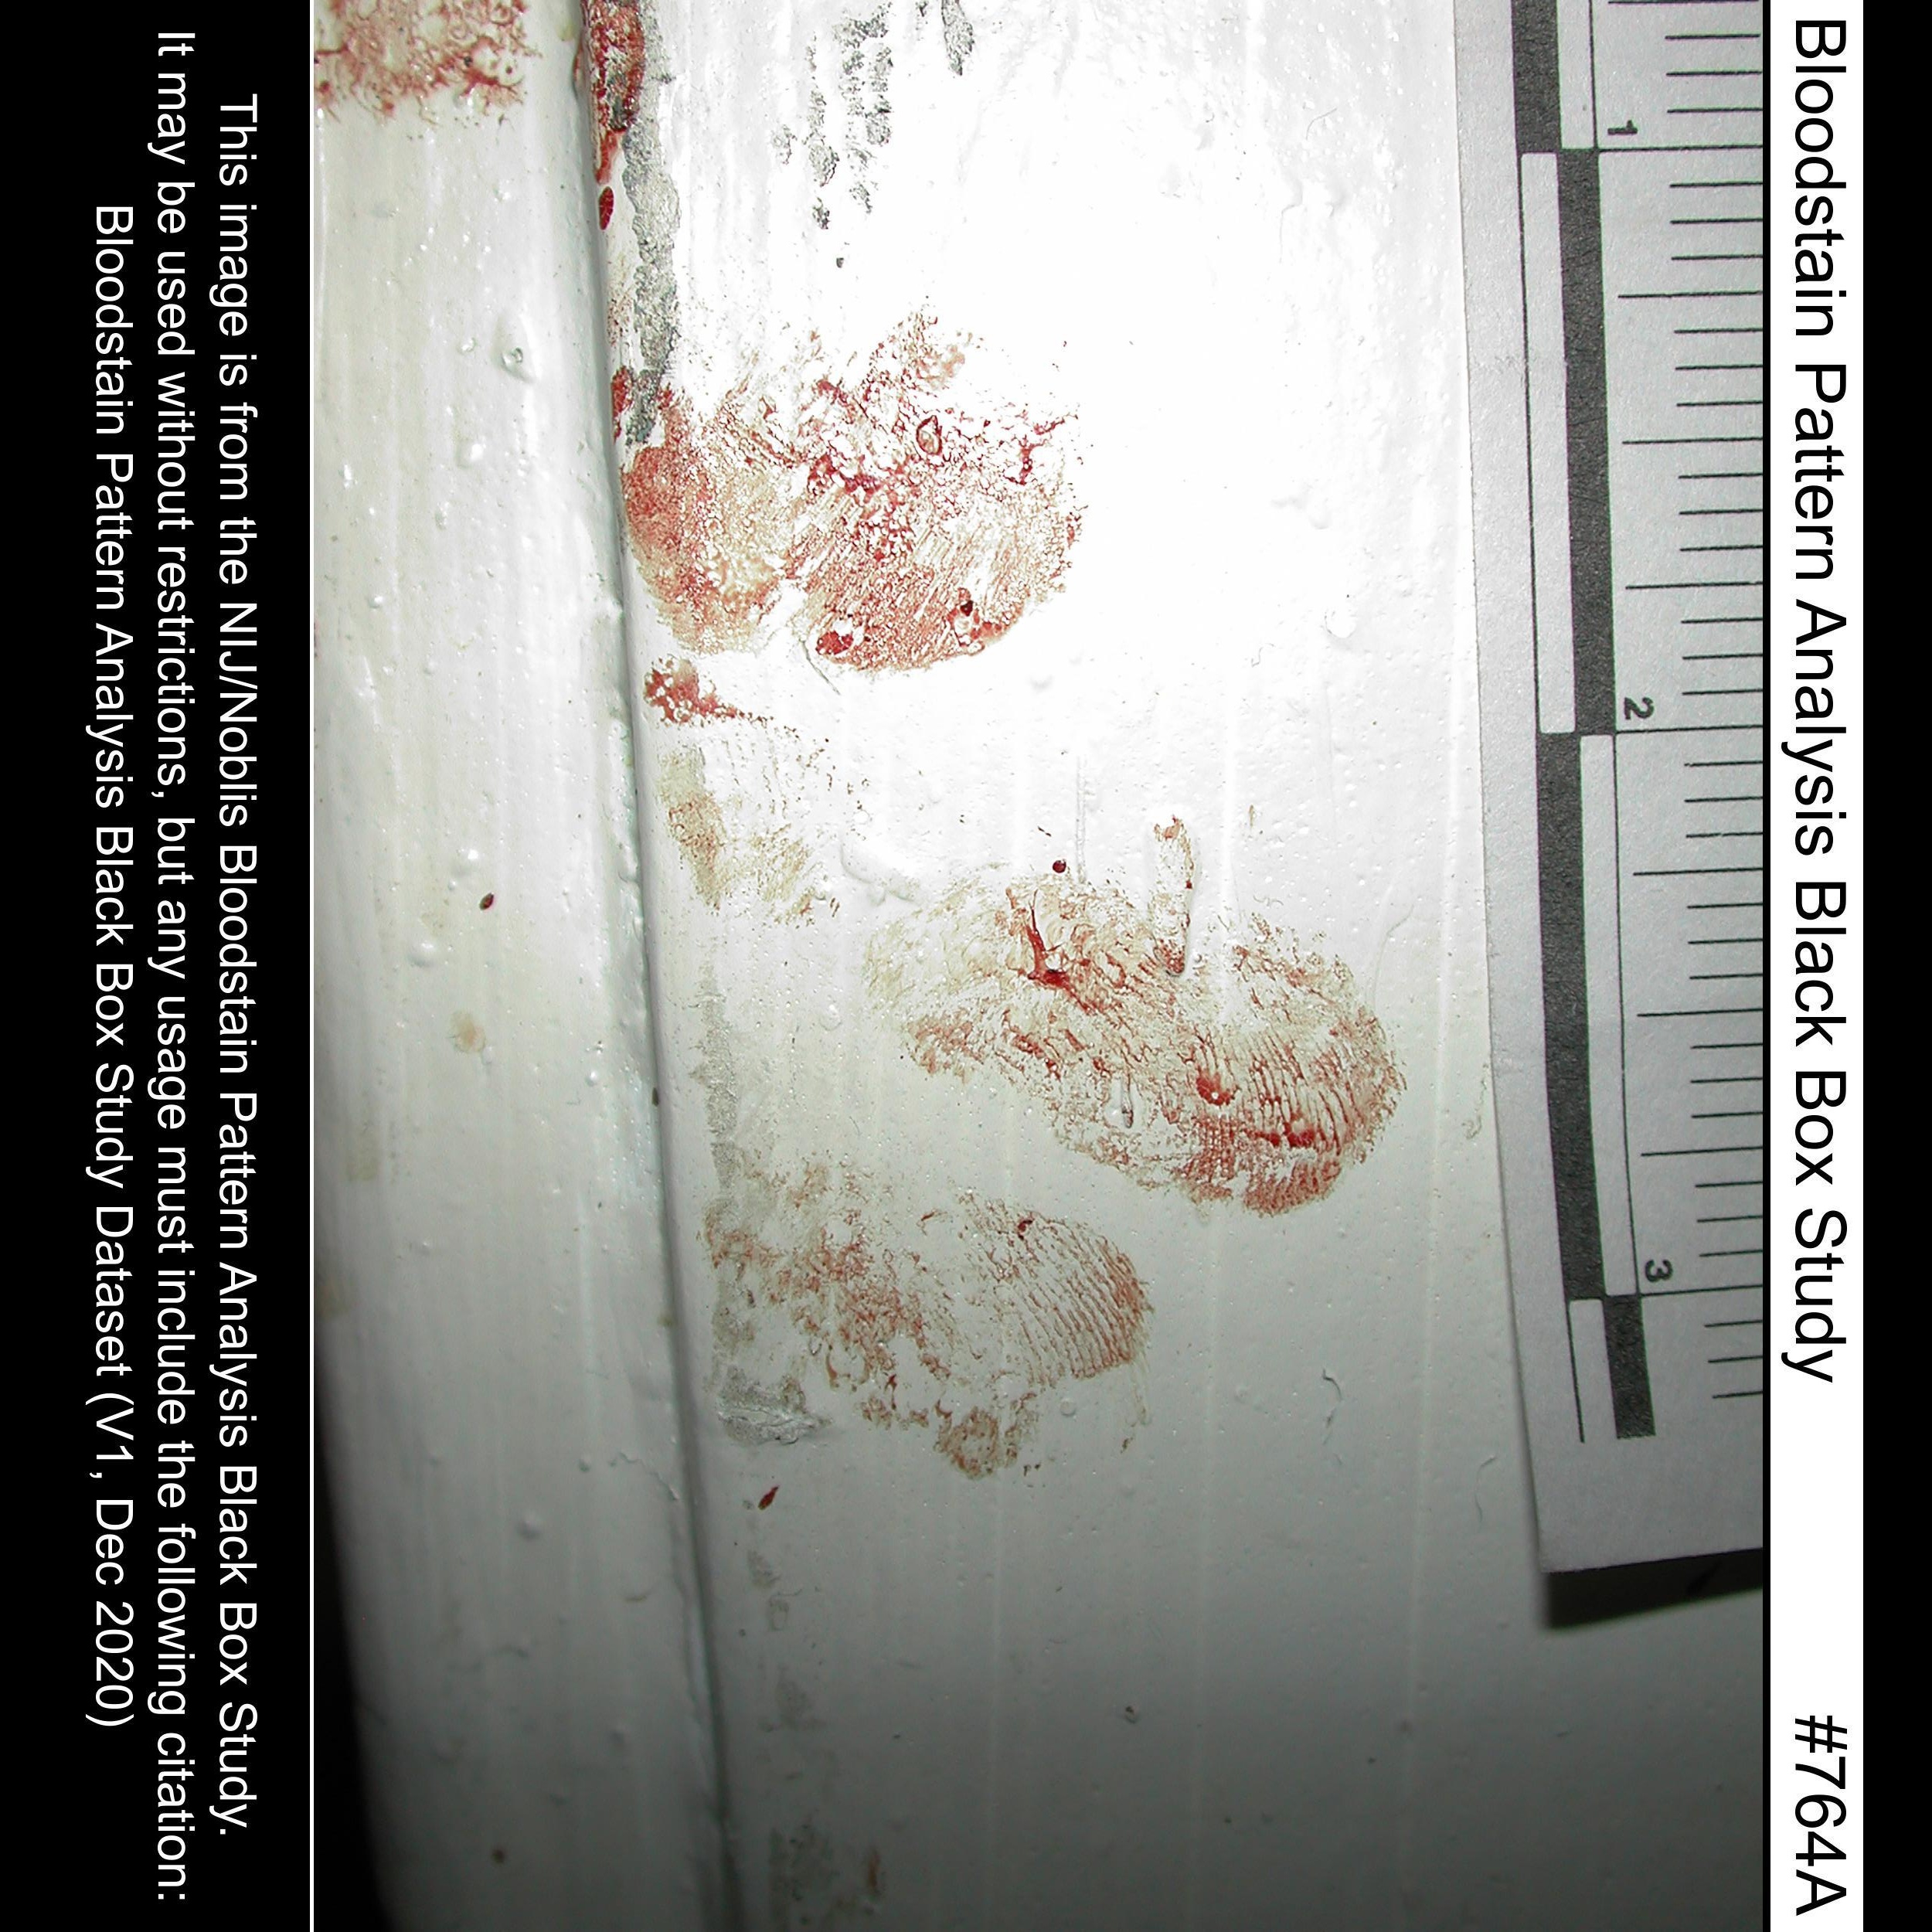 Bloodstain Pattern Analysis Black Box Study #764A
1
2
3
This image is from the NIJ/Noblis Bloodstain Pattern Analysis Black Box Study.
It may be used without restrictions, but any usage must include the following citation:
Bloodstain Pattern Analysis Black Box Study Dataset (V1, Dec 2020)